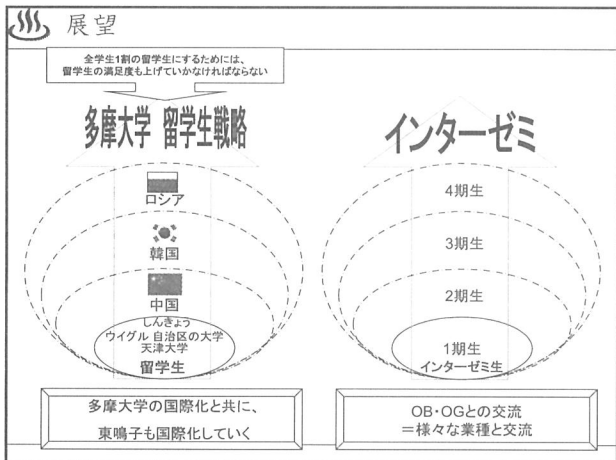 展望
全学生1割の留学生にするためには、
留学生の満足度も上げていかなければならない
多摩大学 留学生戦略
ロシア
韓国
中国
しんきょう
ウイグル 自治区の大学
天津大学
留学生
多摩大学の国際化と共に、
東鳴子も国際化していく
インターゼミ
4期生
3期生
2期生
1期生
インターゼミ生
OB・OGとの交流
＝様々な業種と交流